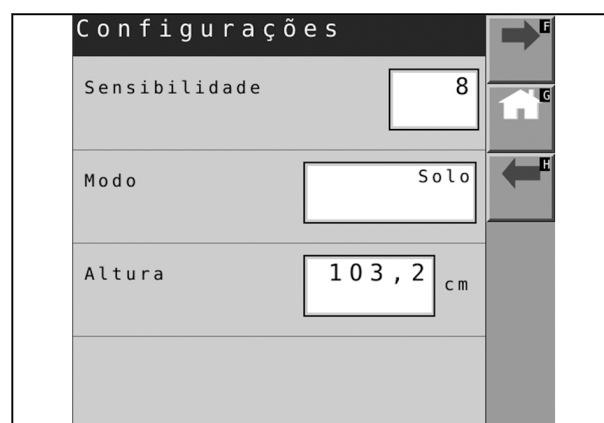 Configurações
F
Sensibilidade 8
G
Modo Solo
H
Altura 103,2 cm